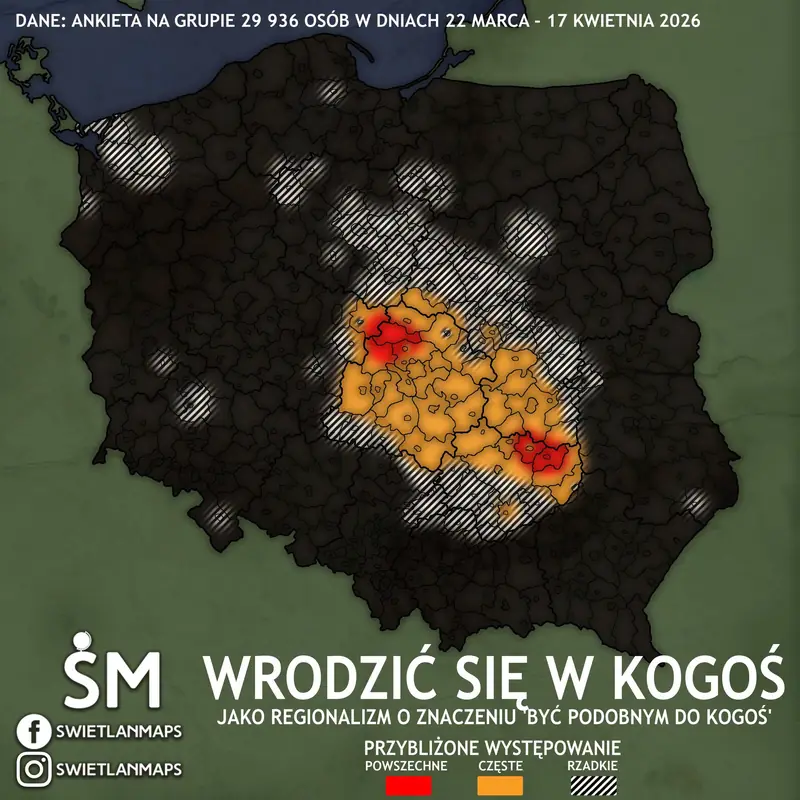 DANE: ANKIETA NA GRUPIE 29 936 OSÓB W DNIACH 22 MARCA - 17 KWIETNIA 2026
ŚM
WRODZIĆ SIĘ W KOGOŚ
JAKO REGIONALIZM O ZNACZENIU 'BYĆ PODOBNYM DO KOGOŚ'
SWIETLANMAPS
SWIETLANMAPS
PRZYBLIŻONE WYSTĘPOWANIE
POWSZECHNE CZĘSTE RZADKIE